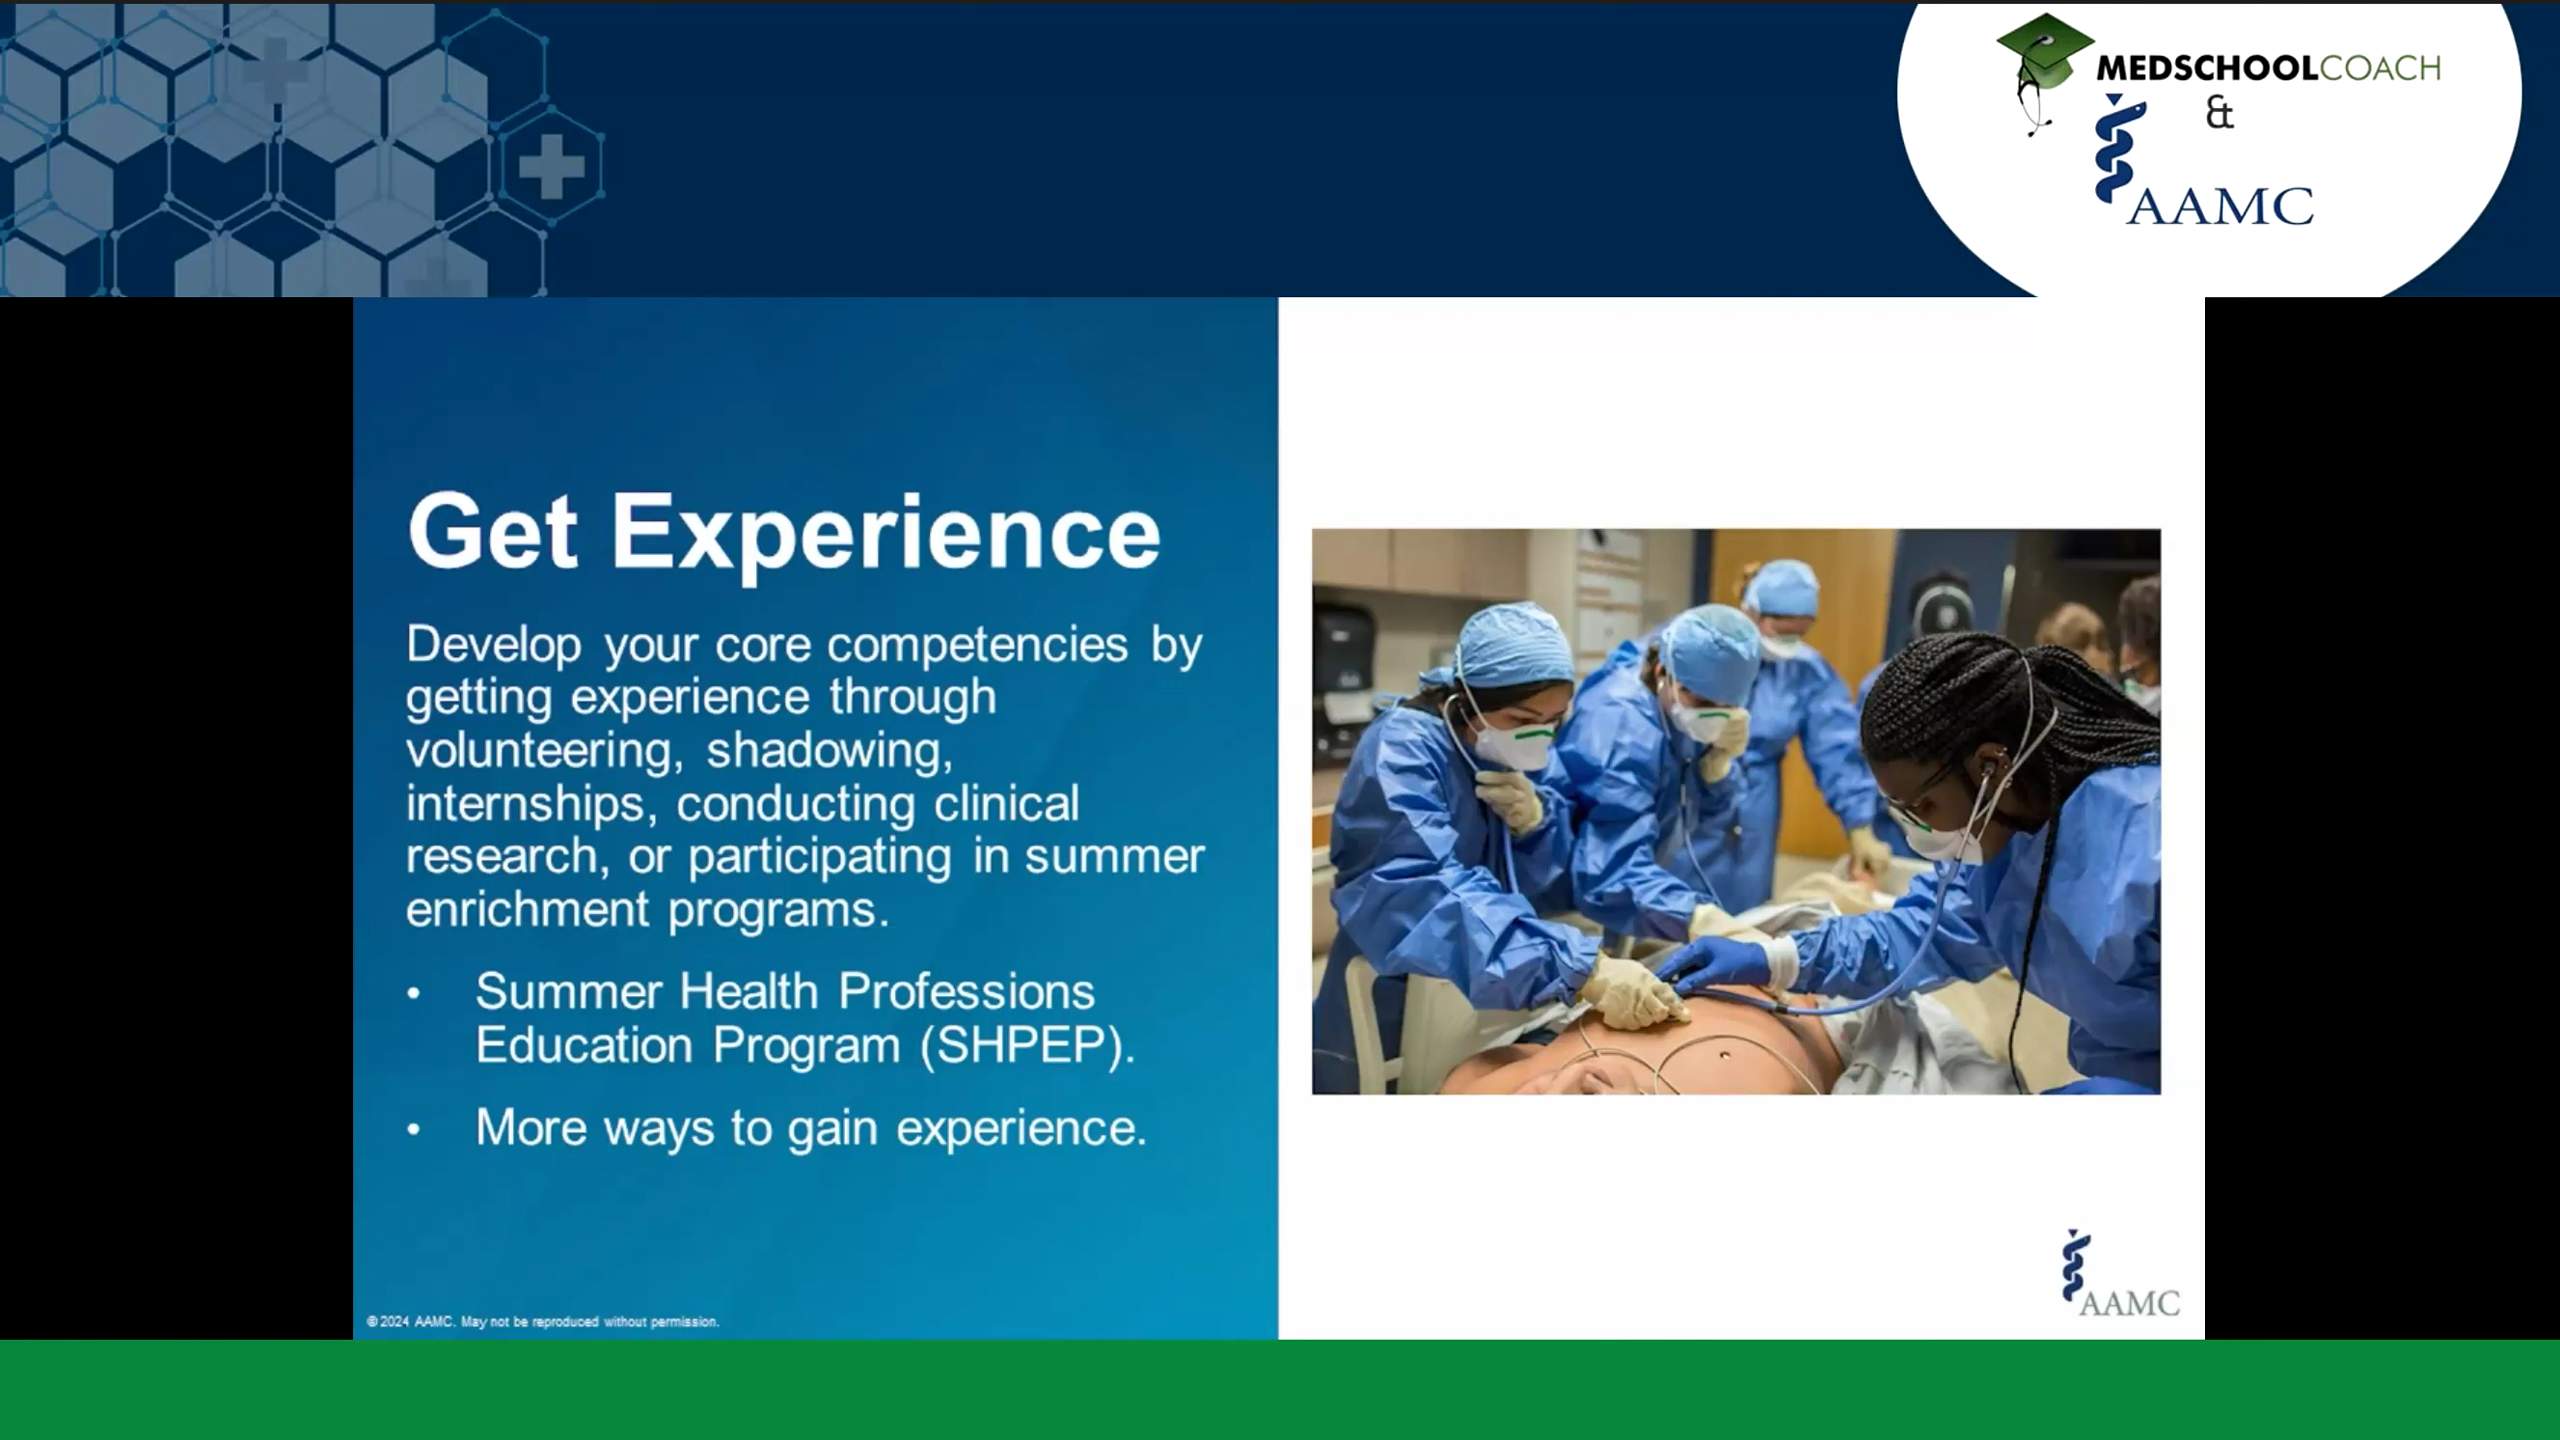 MEDSCHOOLCOACH
&
AAMC
Get Experience
Develop your core competencies by
getting experience through
volunteering, shadowing,
internships, conducting clinical
research, or participating in summer
enrichment programs.
• Summer Health Professions
Education Program (SHPEP).
• More ways to gain experience.
AAMC
© 2024 AAMC. May not be reproduced without permission.